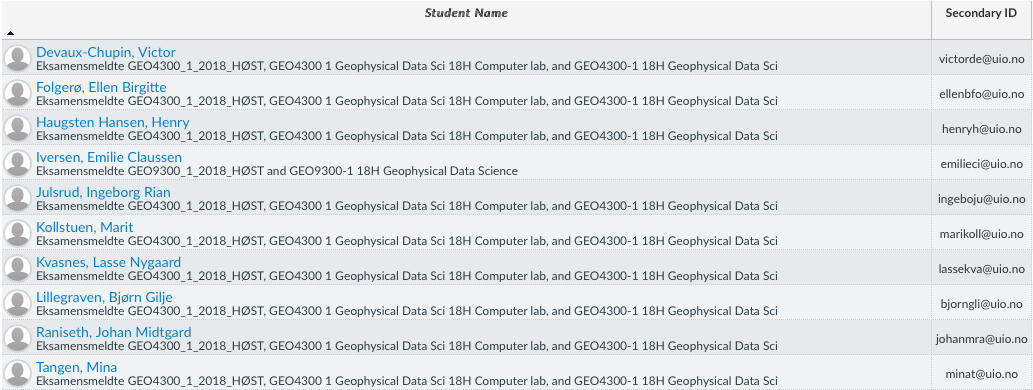 Student Name
Secondary ID
Devaux-Chupin, Victor
Eksamensmeldte GEO4300_1_2018_HØST, GEO4300 1 Geophysical Data Sci 18H Computer lab, and GEO4300-1 18H Geophysical Data Sci
victorde@uio.no
Folgerø, Ellen Birgitte
Eksamensmeldte GEO4300_1_2018_HØST, GEO4300 1 Geophysical Data Sci 18H Computer lab, and GEO4300-1 18H Geophysical Data Sci
ellenbfo@uio.no
Haugsten Hansen, Henry
Eksamensmeldte GEO4300_1_2018_HØST, GEO4300 1 Geophysical Data Sci 18H Computer lab, and GEO4300-1 18H Geophysical Data Sci
henryh@uio.no
Iversen, Emilie Claussen
Eksamensmeldte GEO9300_1_2018_HØST and GEO9300-1 18H Geophysical Data Science
emilieci@uio.no
Julsrud, Ingeborg Rian
Eksamensmeldte GEO4300_1_2018_HØST, GEO4300 1 Geophysical Data Sci 18H Computer lab, and GEO4300-1 18H Geophysical Data Sci
ingeboju@uio.no
Kollstuen, Marit
Eksamensmeldte GEO4300_1_2018_HØST, GEO4300 1 Geophysical Data Sci 18H Computer lab, and GEO4300-1 18H Geophysical Data Sci
marikoll@uio.no
Kvasnes, Lasse Nygaard
Eksamensmeldte GEO4300_1_2018_HØST, GEO4300 1 Geophysical Data Sci 18H Computer lab, and GEO4300-1 18H Geophysical Data Sci
lassekva@uio.no
Lillegraven, Bjørn Gilje
Eksamensmeldte GEO4300_1_2018_HØST, GEO4300 1 Geophysical Data Sci 18H Computer lab, and GEO4300-1 18H Geophysical Data Sci
bjorngli@uio.no
Raniseth, Johan Midtgard
Eksamensmeldte GEO4300_1_2018_HØST, GEO4300 1 Geophysical Data Sci 18H Computer lab, and GEO4300-1 18H Geophysical Data Sci
johanmra@uio.no
Tangen, Mina
Eksamensmeldte GEO4300_1_2018_HØST, GEO4300 1 Geophysical Data Sci 18H Computer lab, and GEO4300-1 18H Geophysical Data Sci
minat@uio.no